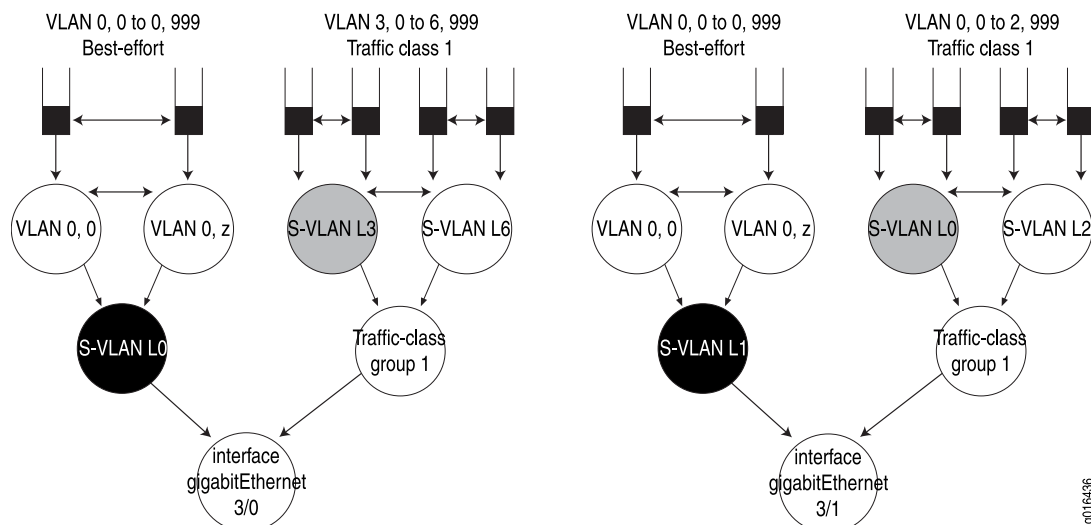 VLAN 0, 0 to 0, 999
Best-effort
VLAN 3, 0 to 6, 999
Traffic class 1
VLAN 0, 0
VLAN 0, z
S-VLAN L3
S-VLAN L6
S-VLAN L0
Traffic-class
group 1
interface
gigabitEthernet
3/0
VLAN 0, 0 to 0, 999
Best-effort
VLAN 0, 0 to 2, 999
Traffic class 1
VLAN 0, 0
VLAN 0, z
S-VLAN L0
S-VLAN L2
S-VLAN L1
Traffic-class
group 1
interface
gigabitEthernet
3/1
g016436